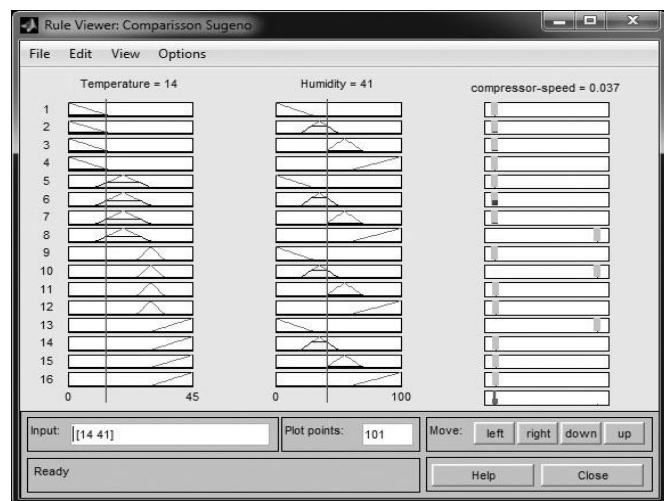 Rule Viewer: Comparisson Sugeno
File Edit View Options
Temperature = 14 Humidity = 41 compressor-speed = 0.037
1
2
3
4
5
6
7
8
9
10
11
12
13
14
15
16
0 45 0 100
Input: [14 41] Plot points: 101 Move: left right down up
Ready Help Close